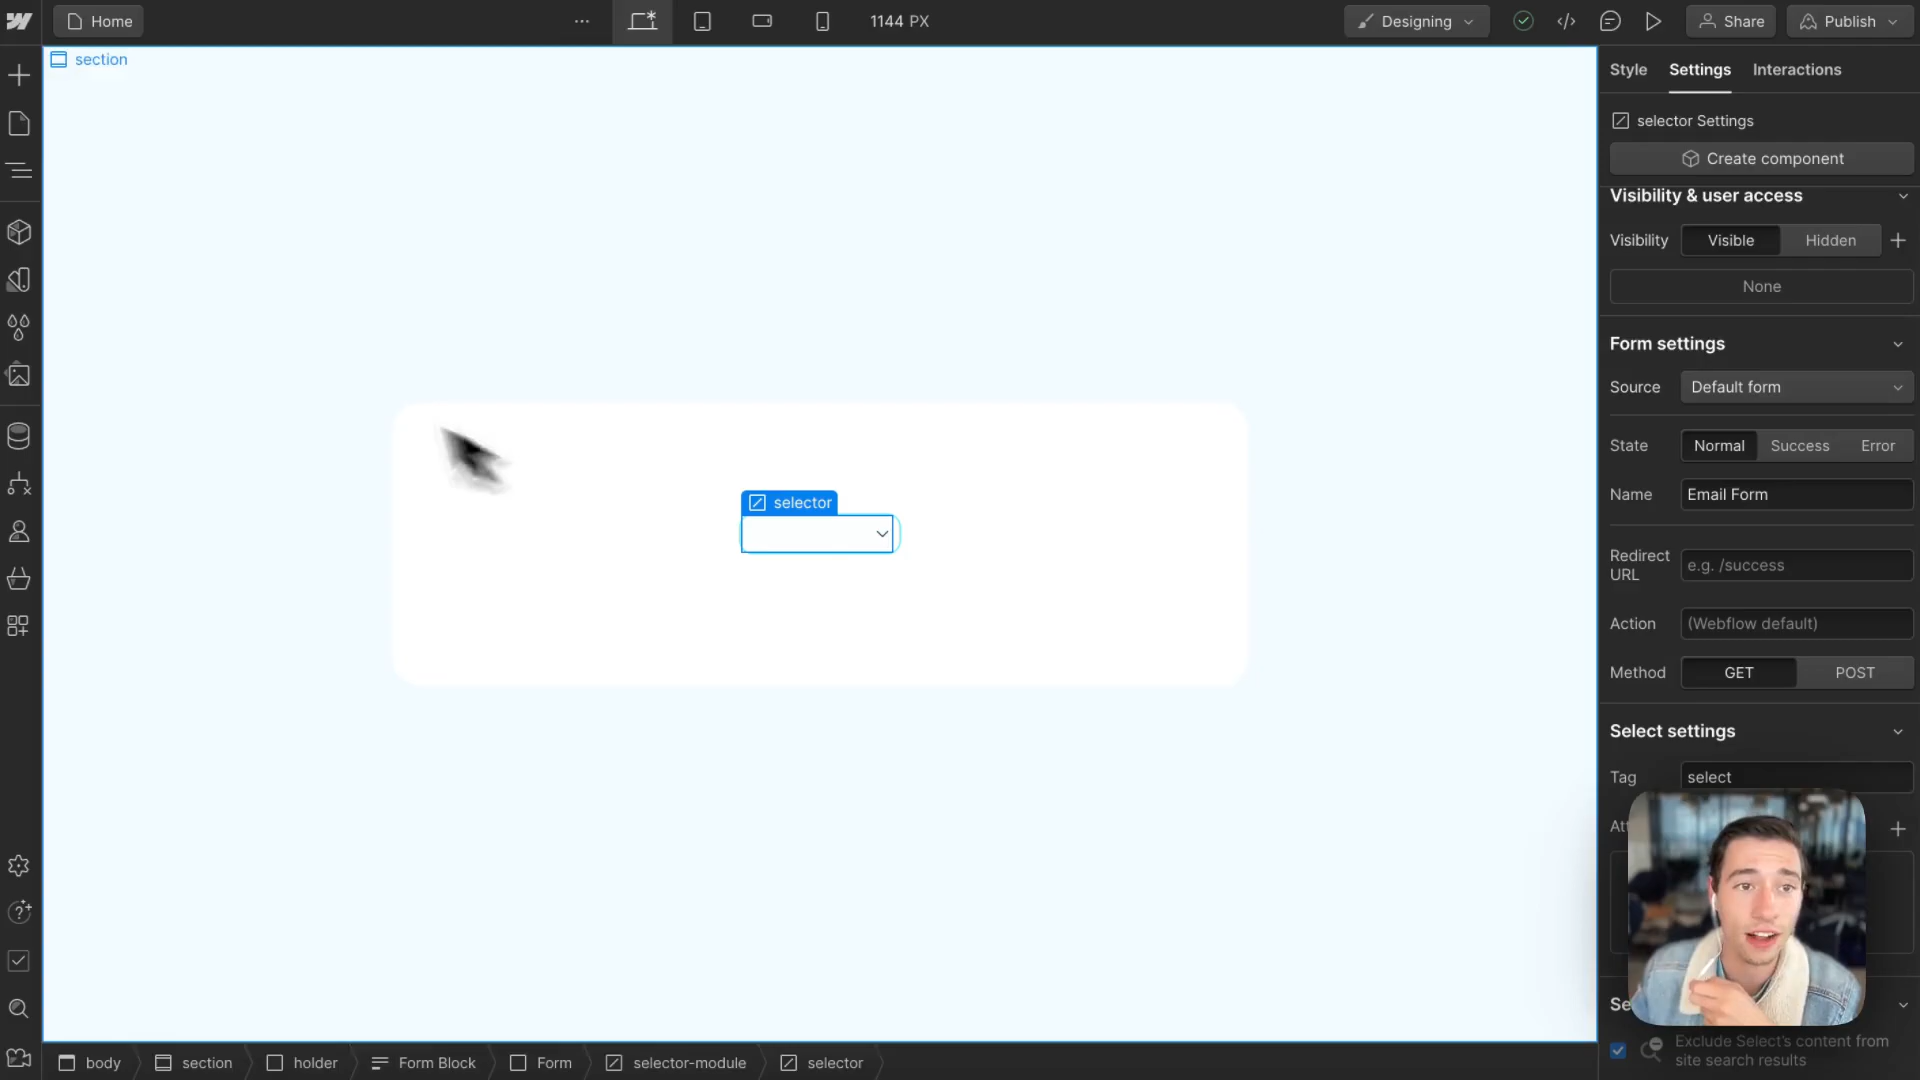 Home
1144 PX
Designing
Share
Publish
section
Style Settings Interactions
selector Settings
Create component
Visibility & user access
Visibility Visible Hidden
None
Form settings
Source Default form
State Normal Success Error
Name Email Form
Redirect URL e.g. /success
Action (Webflow default)
Method GET POST
Select settings
Tag select
selector
Exclude Select's content from
site search results
body section holder Form Block Form selector-module selector